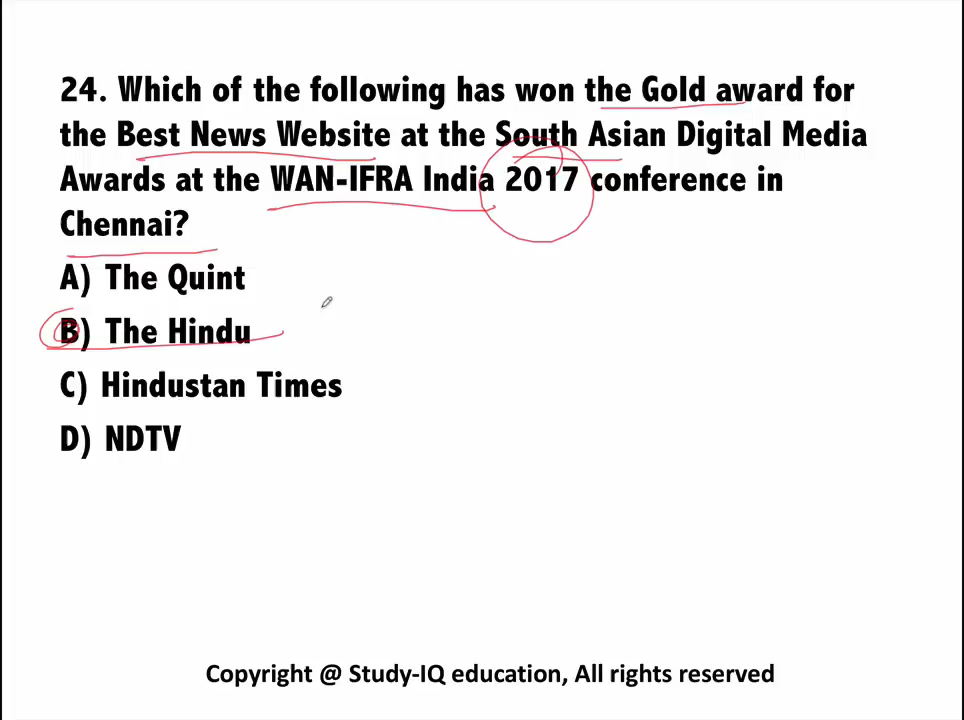 24. Which of the following has won the Gold award for
the Best News Website at the South Asian Digital Media
Awards at the WAN-IFRA India 2017 conference in
Chennai?
A) The Quint
B) The Hindu
C) Hindustan Times
D) NDTV
Copyright @ Study-IQ education, All rights reserved